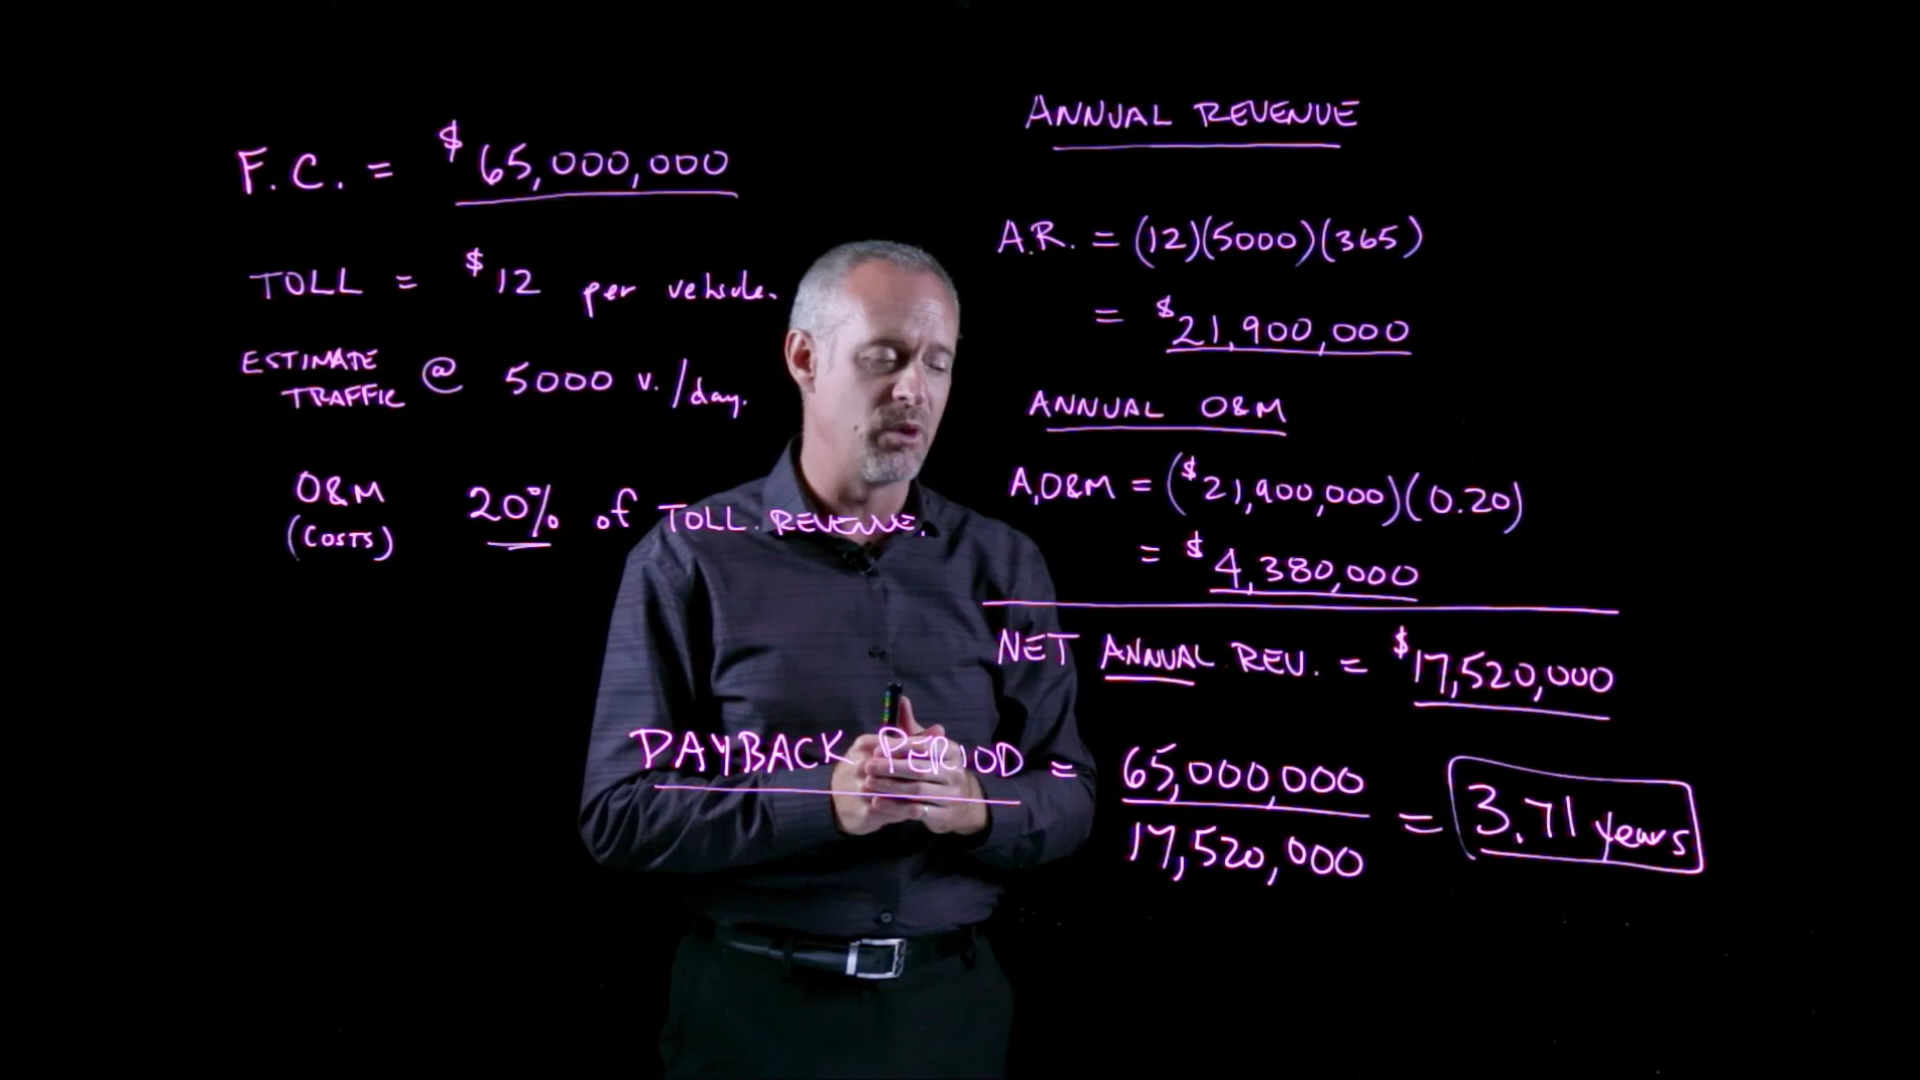 F.C. = $65,000,000
TOLL = $12 per vehicle.
ESTIMATE TRAFFIC @ 5000 v./day.
O&M (COSTS) 20% of TOLL REVENUE.
ANNUAL REVENUE
A.R. = (12)(5000)(365)
= $21,900,000
ANNUAL O&M
A,O&M = ($21,900,000)(0.20)
= $4,380,000
NET ANNUAL REV. = $17,520,000
PAYBACK PERIOD = 65,000,000 / 17,520,000 = 3.71 years